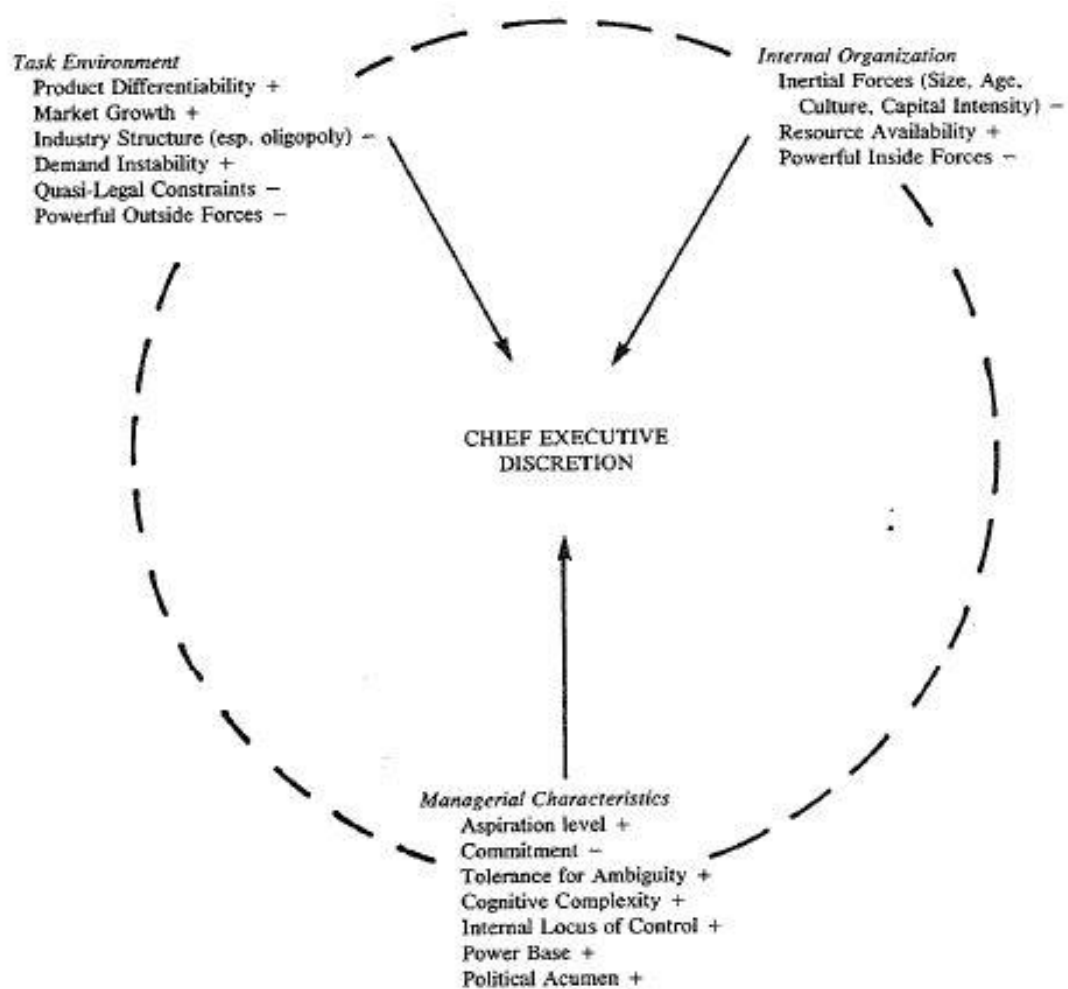 Task Environment
Product Differentiability +
Market Growth +
Industry Structure (esp. oligopoly) −
Demand Instability +
Quasi-Legal Constraints −
Powerful Outside Forces −
Internal Organization
Inertial Forces (Size, Age,
Culture, Capital Intensity) −
Resource Availability +
Powerful Inside Forces −
CHIEF EXECUTIVE
DISCRETION
Managerial Characteristics
Aspiration level +
Commitment −
Tolerance for Ambiguity +
Cognitive Complexity +
Internal Locus of Control +
Power Base +
Political Acumen +